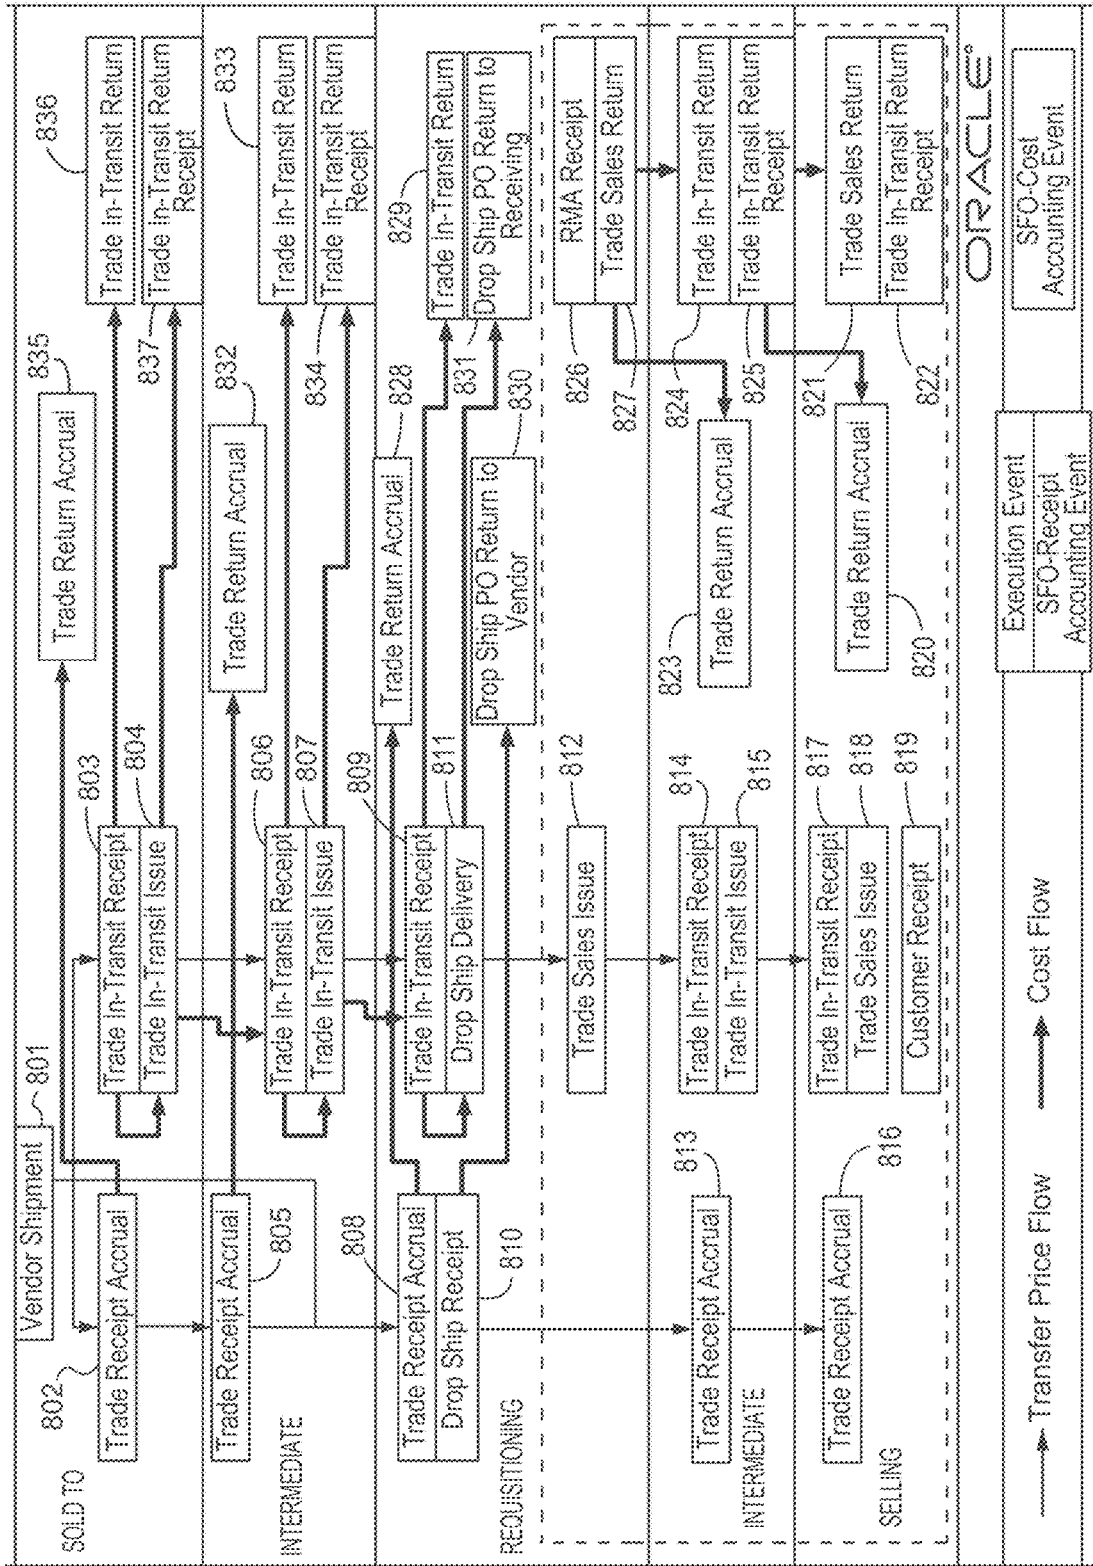 Vendor Shipment
801
SOLD TO
802
Trade Receipt Accrual
803
Trade In-Transit Receipt
804
Trade In-Transit Issue
835
Trade Return Accrual
836
Trade In-Transit Return
837
Trade In-Transit Return
Receipt
INTERMEDIATE
Trade Receipt Accrual
805
806
Trade In-Transit Receipt
807
Trade In-Transit Issue
832
Trade Return Accrual
833
Trade In-Transit Return
834
Trade In-Transit Return
Receipt
REQUISITIONING
808
Trade Receipt Accrual
Drop Ship Receipt
810
809
Trade In-Transit Receipt
811
Drop Ship Delivery
828
Trade Return Accrual
Drop Ship PO Return to
Vendor
830
829
Trade In-Transit Return
831
Drop Ship PO Return to
Receiving
812
Trade Sales Issue
826
RMA Receipt
827
Trade Sales Return
INTERMEDIATE
813
Trade Receipt Accrual
814
Trade In-Transit Receipt
815
Trade In-Transit Issue
823
Trade Return Accrual
824
Trade In-Transit Return
825
Trade In-Transit Return
Receipt
SELLING
816
Trade Receipt Accrual
817
Trade In-Transit Receipt
818
Trade Sales Issue
819
Customer Receipt
820
Trade Return Accrual
821
Trade Sales Return
822
Trade In-Transit Return
Receipt
ORACLE®
Transfer Price Flow
Cost Flow
Execution Event
SFO-Receipt
Accounting Event
SFO-Cost
Accounting Event